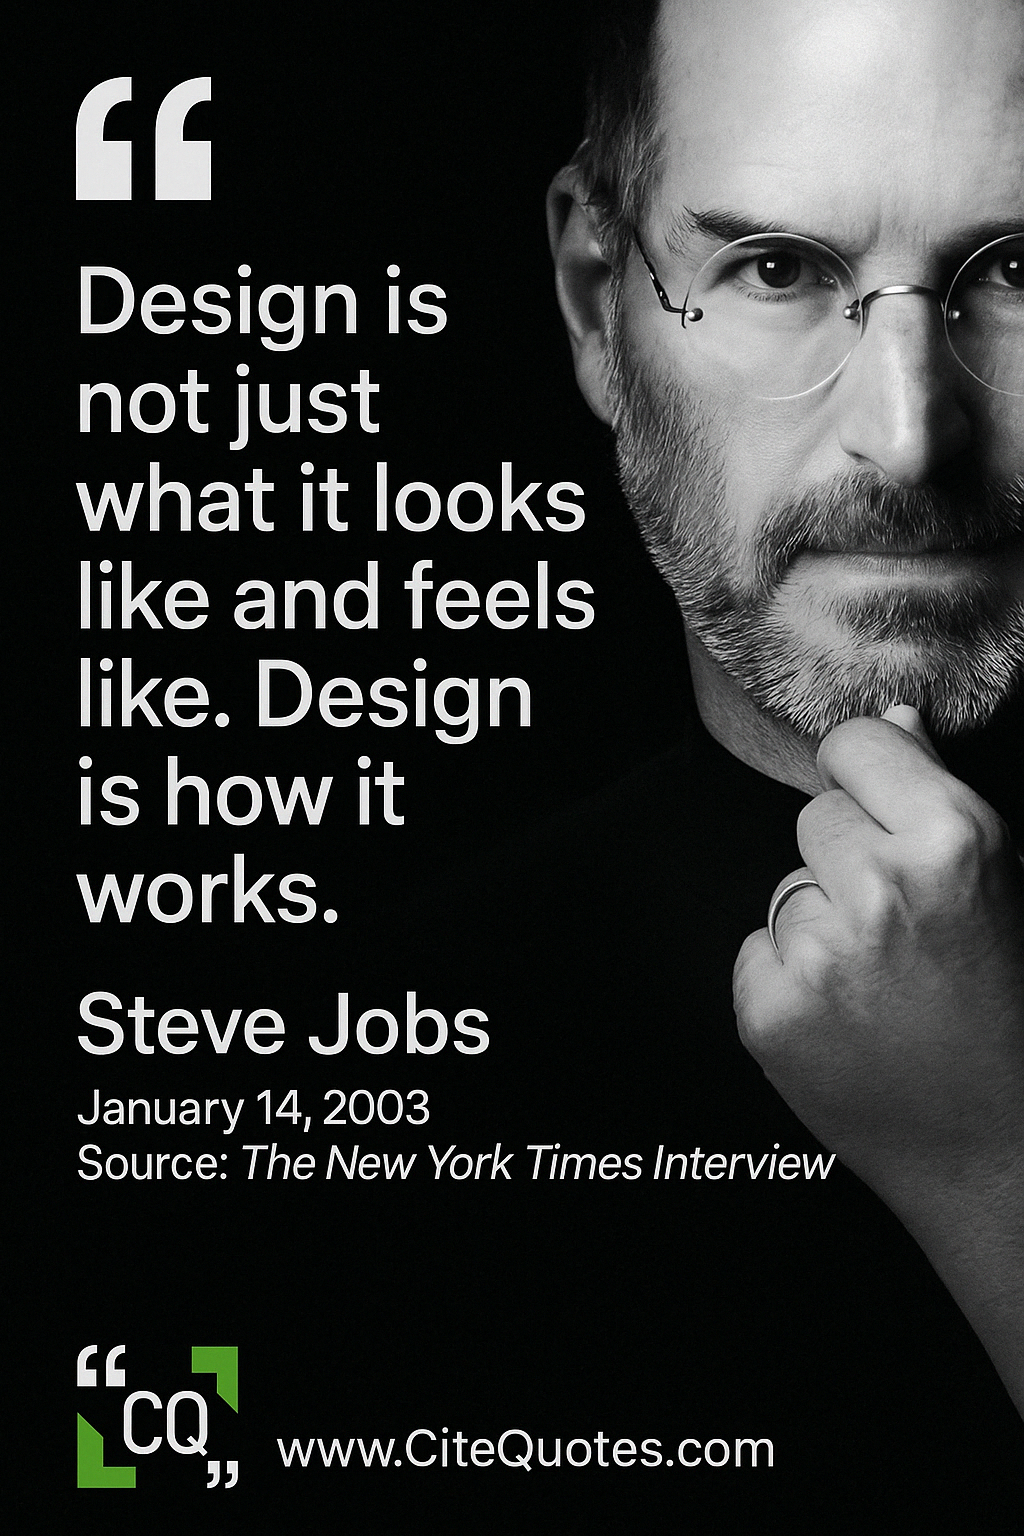 “
Design is
not just
what it looks
like and feels
like. Design
is how it
works.
Steve Jobs
January 14, 2003
Source: The New York Times Interview
“CQ”
www.CiteQuotes.com